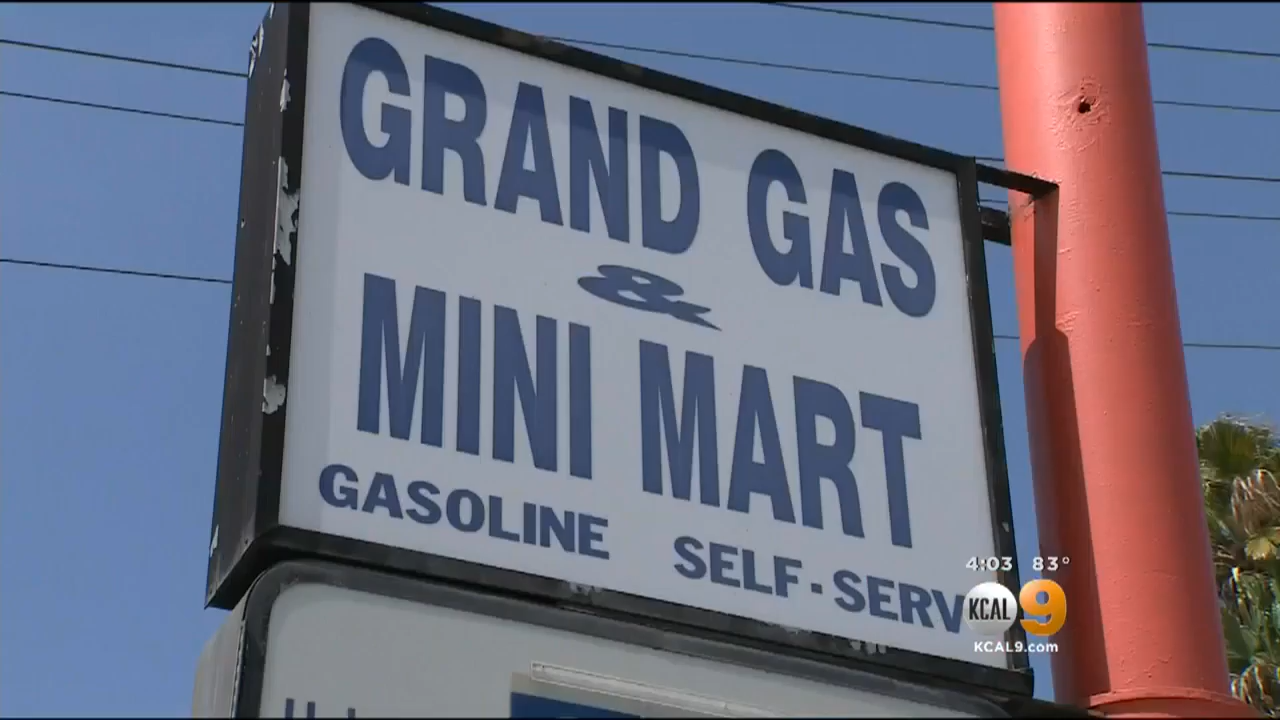 GRAND GAS
&
MINI MART
GASOLINE SELF-SERV
4:03 83°
KCAL 9
KCAL9.com